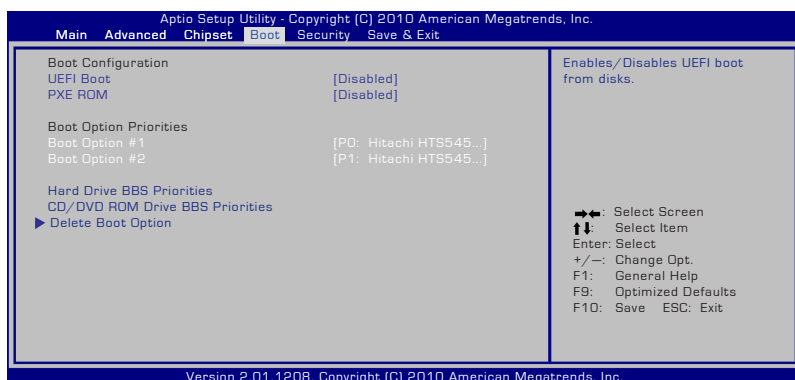 Aptio Setup Utility - Copyright (C) 2010 American Megatrends, Inc.
Main Advanced Chipset Boot Security Save & Exit
Boot Configuration
UEFI Boot [Disabled]
PXE ROM [Disabled]
Boot Option Priorities
Boot Option #1 [P0: Hitachi HTS545...]
Boot Option #2 [P1: Hitachi HTS545...]
Hard Drive BBS Priorities
CD/DVD ROM Drive BBS Priorities
Delete Boot Option
Enables/Disables UEFI boot
from disks.
: Select Screen
: Select Item
Enter: Select
+/—: Change Opt.
F1: General Help
F9: Optimized Defaults
F10: Save ESC: Exit
Version 2.01.1208. Copyright (C) 2010 American Megatrends, Inc.